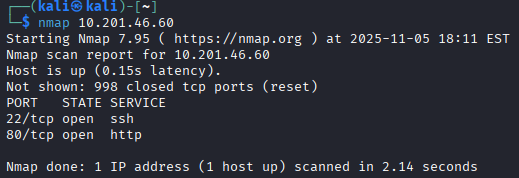 ┌──(kali㉿kali)-[~]
└─$ nmap 10.201.46.60
Starting Nmap 7.95 ( https://nmap.org ) at 2025-11-05 18:11 EST
Nmap scan report for 10.201.46.60
Host is up (0.15s latency).
Not shown: 998 closed tcp ports (reset)
PORT   STATE SERVICE
22/tcp open  ssh
80/tcp open  http

Nmap done: 1 IP address (1 host up) scanned in 2.14 seconds